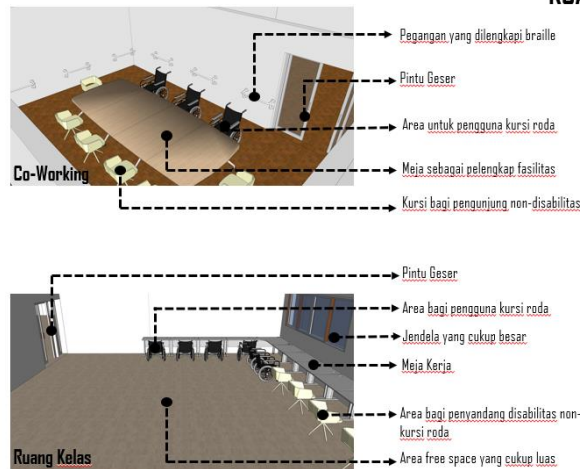 Pegangan yang dilengkapi braille
Pintu Geser
Area untuk pengguna kursi roda
Meja sebagai pelengkap fasilitas
Co-Working
Kursi bagi pengunjung non-disabilitas
Pintu Geser
Area bagi pengguna kursi roda
Jendela yang cukup besar
Meja Kerja
Area bagi penyandang disabilitas non-
kursi roda
Ruang Kelas
Area free space yang cukup luas